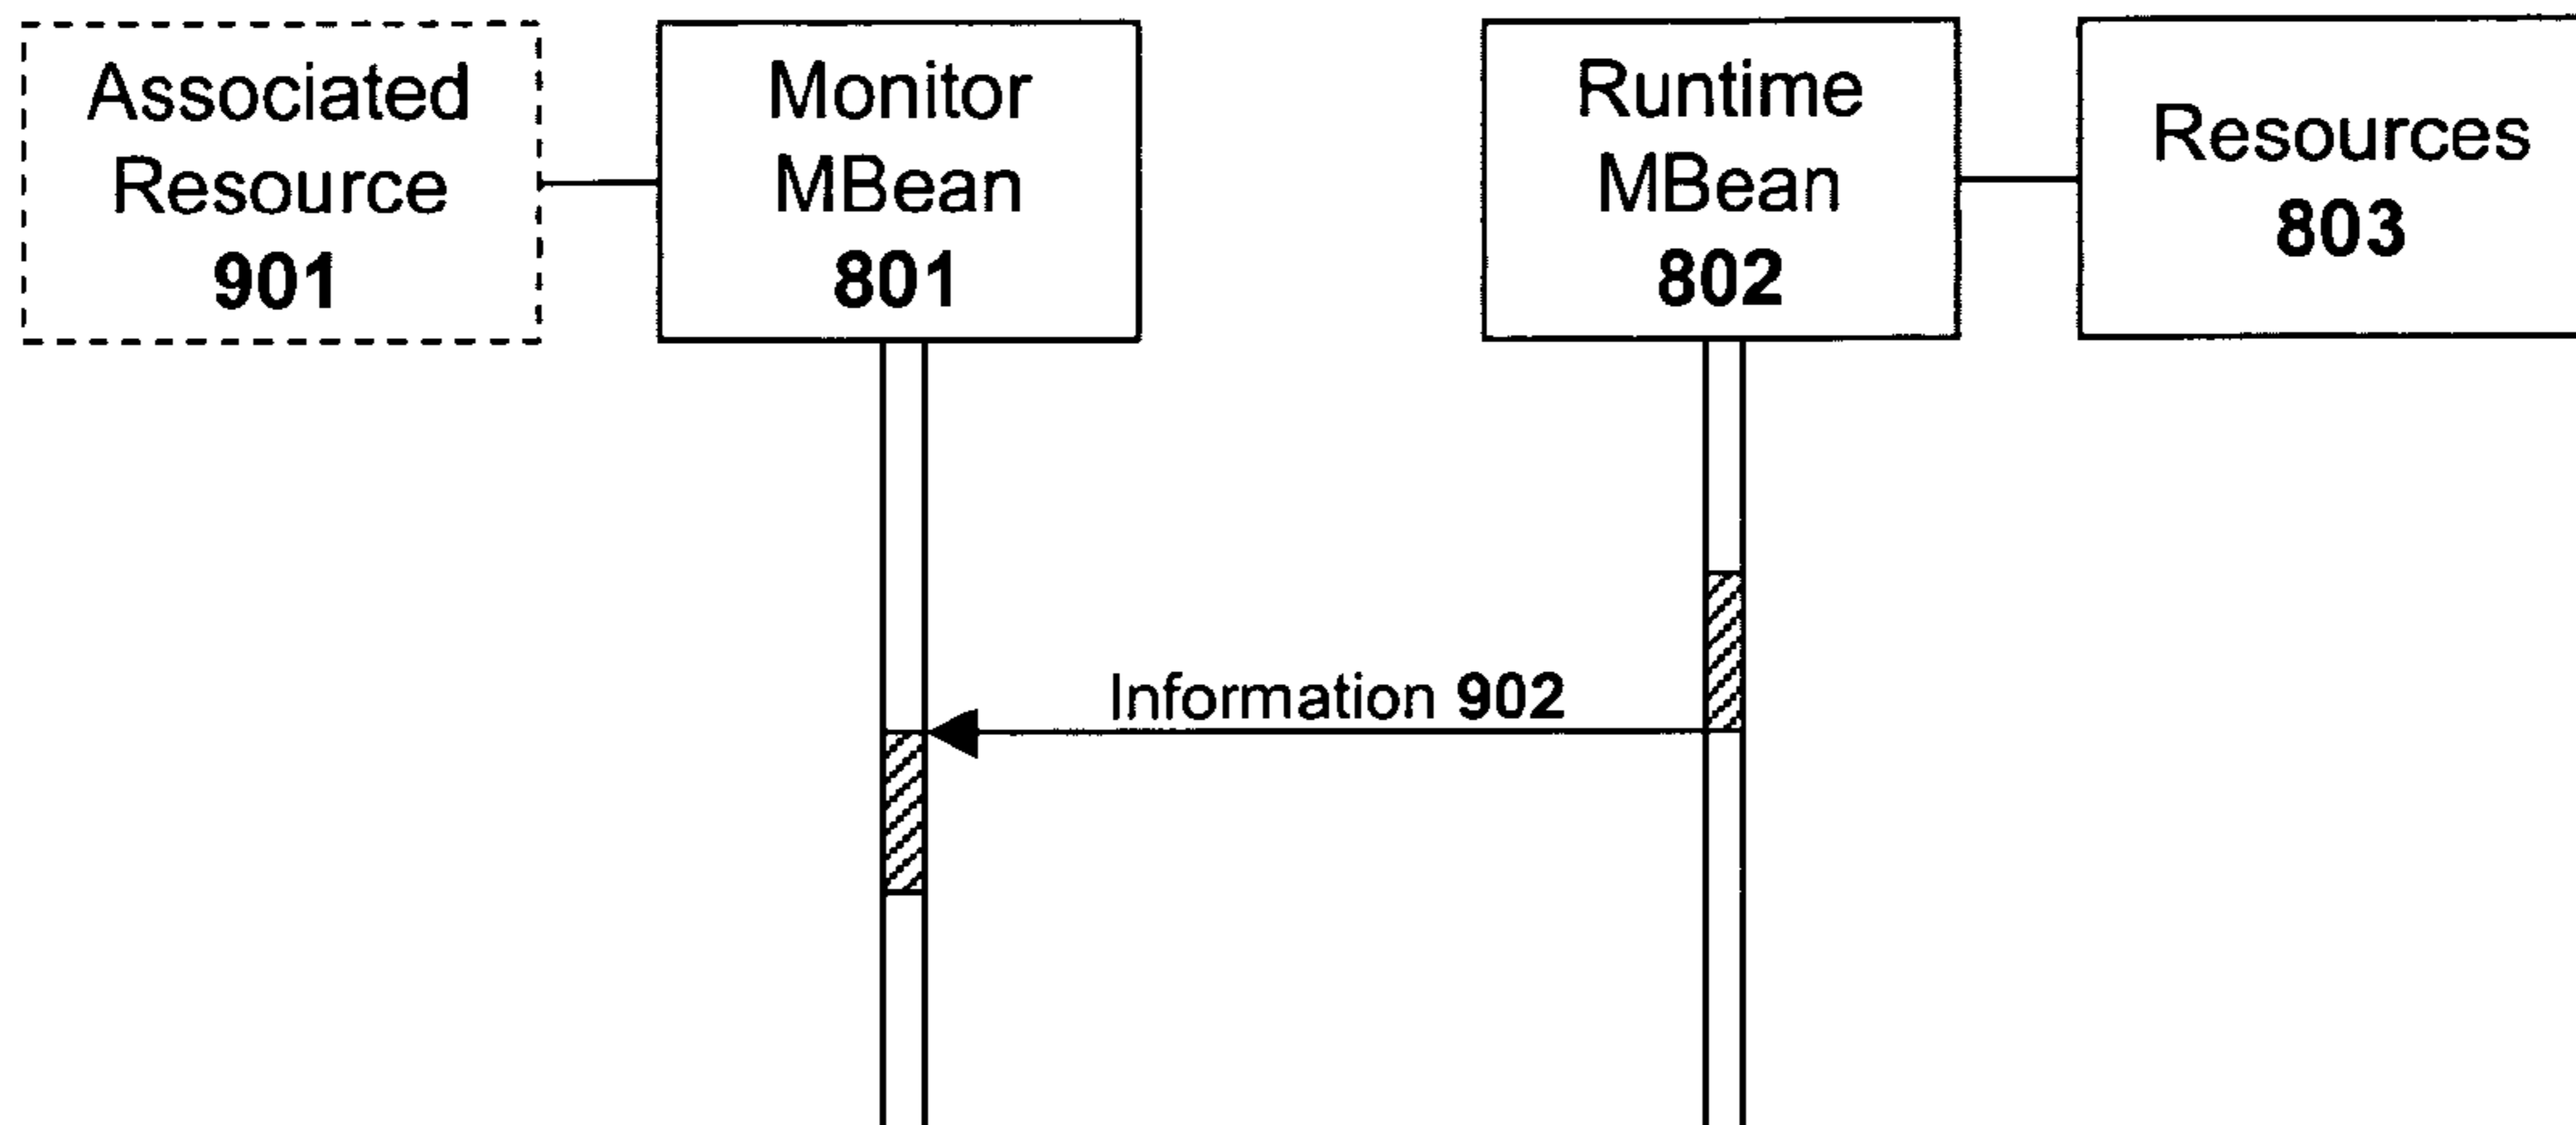 Associated
Resource
901
Monitor
MBean
801
Runtime
MBean
802
Resources
803
Information 902